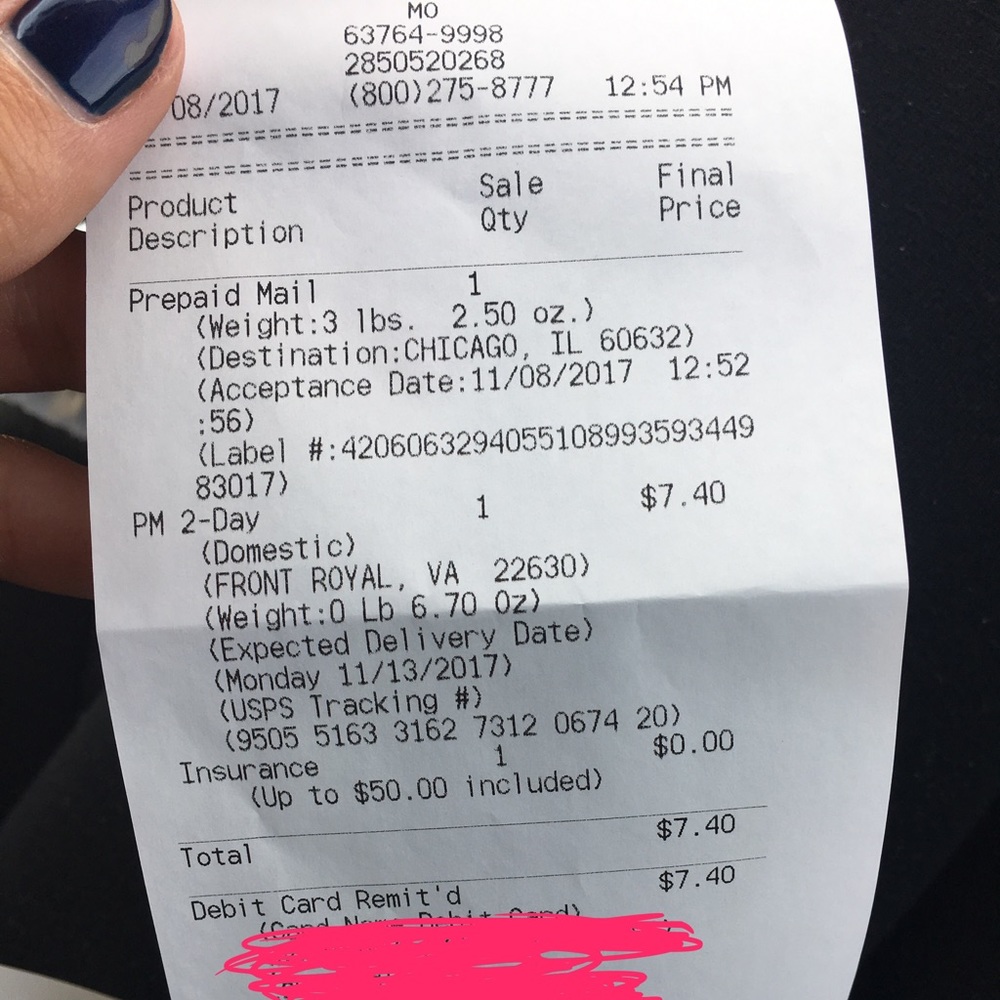 MO
63764-9998
2850520268
08/2017 (800)275-8777 12:54 PM
Product Sale Final
Description Qty Price
Prepaid Mail 1
(Weight:3 lbs. 2.50 oz.)
(Destination:CHICAGO, IL 60632)
(Acceptance Date:11/08/2017 12:52
:56)
(Label #:4206063294055108993593449
83017)
PM 2-Day 1 $7.40
(Domestic)
(FRONT ROYAL, VA 22630)
(Weight:0 Lb 6.70 Oz)
(Expected Delivery Date)
(Monday 11/13/2017)
(USPS Tracking #)
(9505 5163 3162 7312 0674 20)
Insurance 1 $0.00
(Up to $50.00 included)
Total $7.40
Debit Card Remit'd $7.40